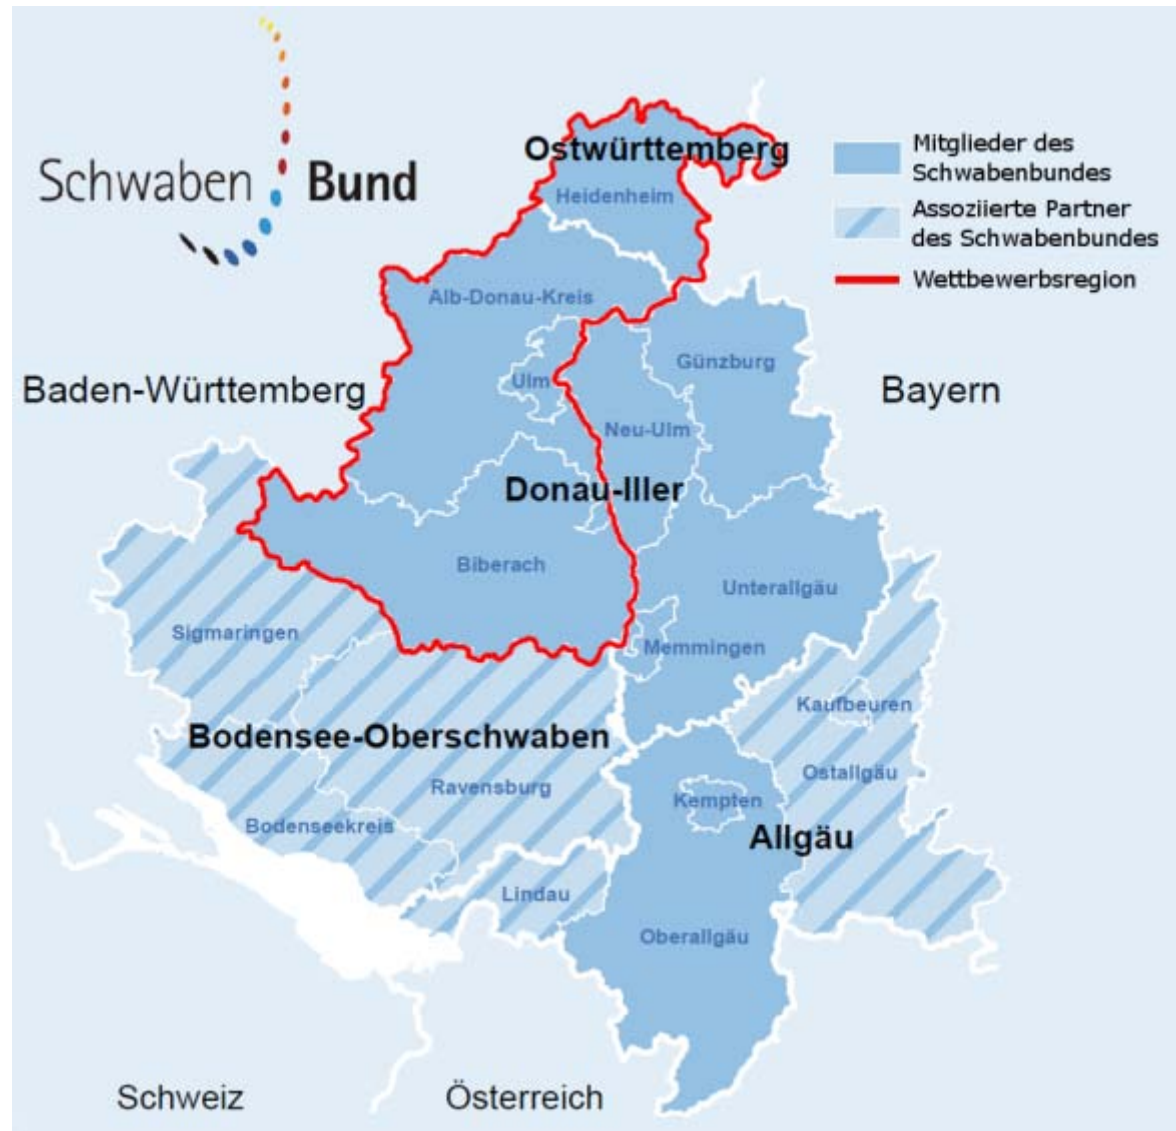 Schwaben Bund
Mitglieder des
Schwabenbundes
Assoziierte Partner
des Schwabenbundes
Wettbewerbsregion
Ostwürttemberg
Heidenheim
Alb-Donau-Kreis
Günzburg
Ulm
Baden-Württemberg
Bayern
Neu-Ulm
Donau-Iller
Biberach
Unterallgäu
Sigmaringen
Memmingen
Kaufbeuren
Bodensee-Oberschwaben
Ostallgäu
Ravensburg
Kempten
Bodenseekreis
Allgäu
Lindau
Oberallgäu
Schweiz
Österreich